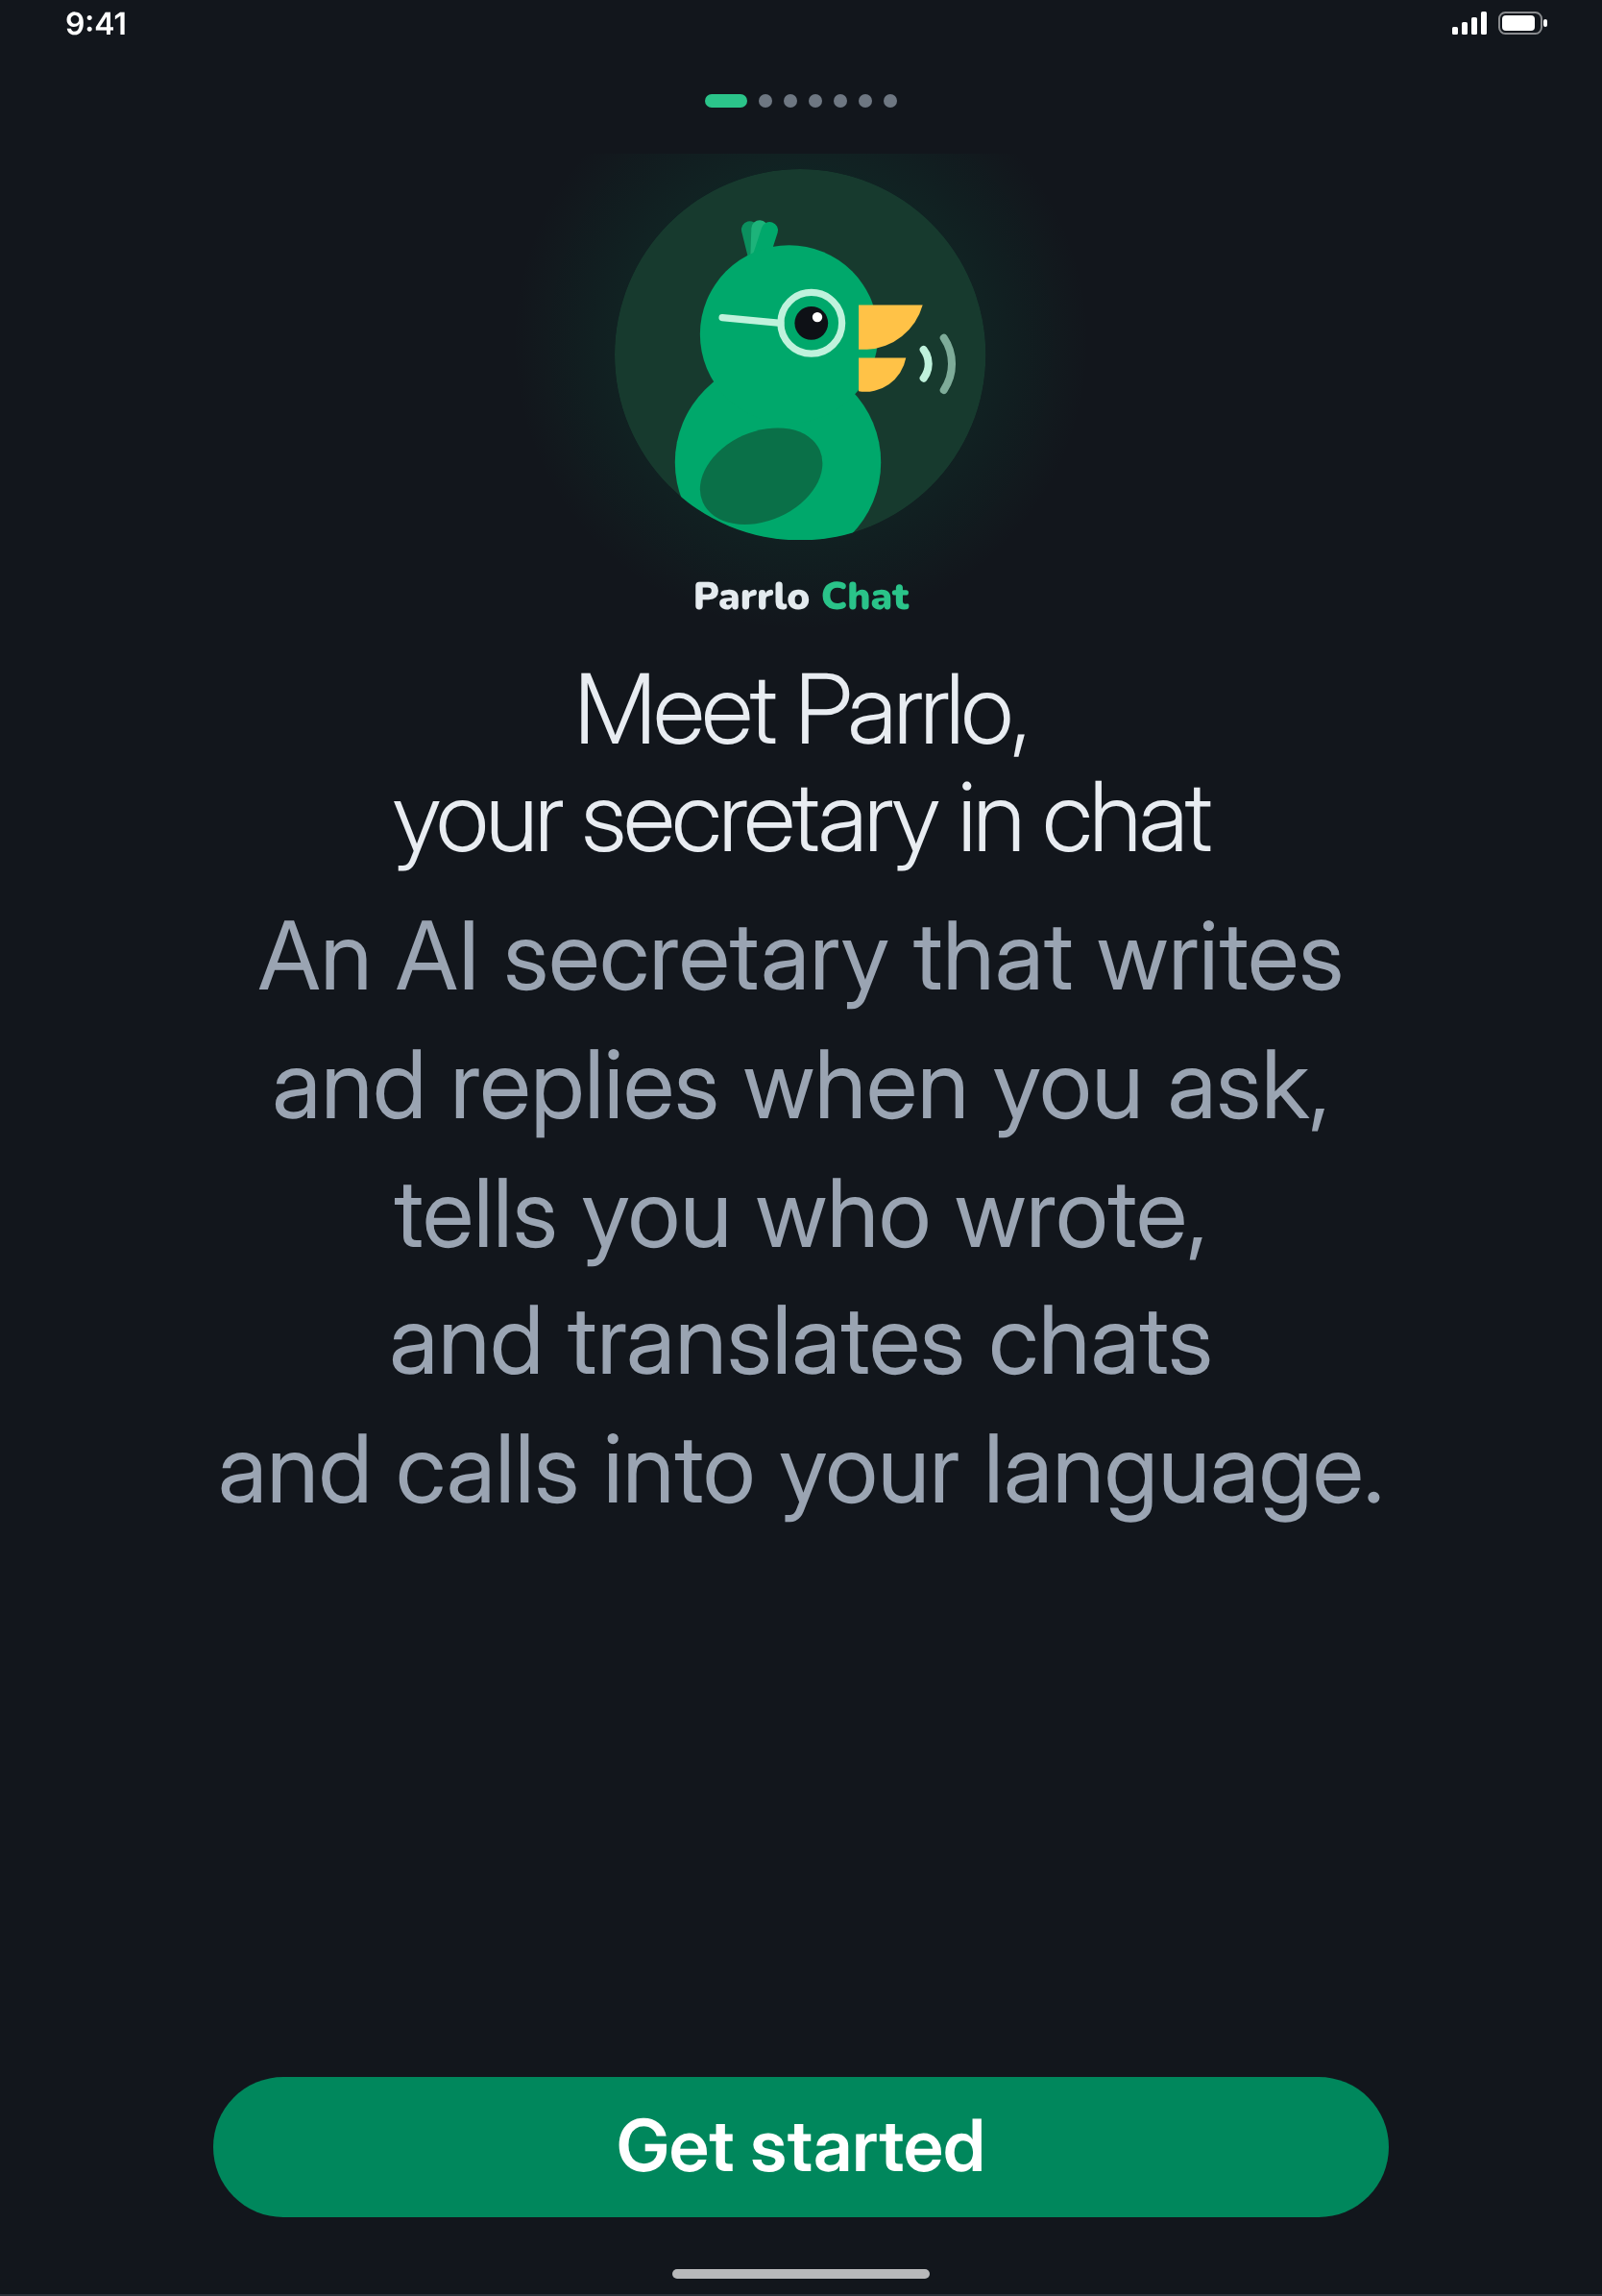 9:41
Parrlo Chat
Meet Parrlo,
your secretary in chat
An AI secretary that writes
and replies when you ask,
tells you who wrote,
and translates chats
and calls into your language.
Get started